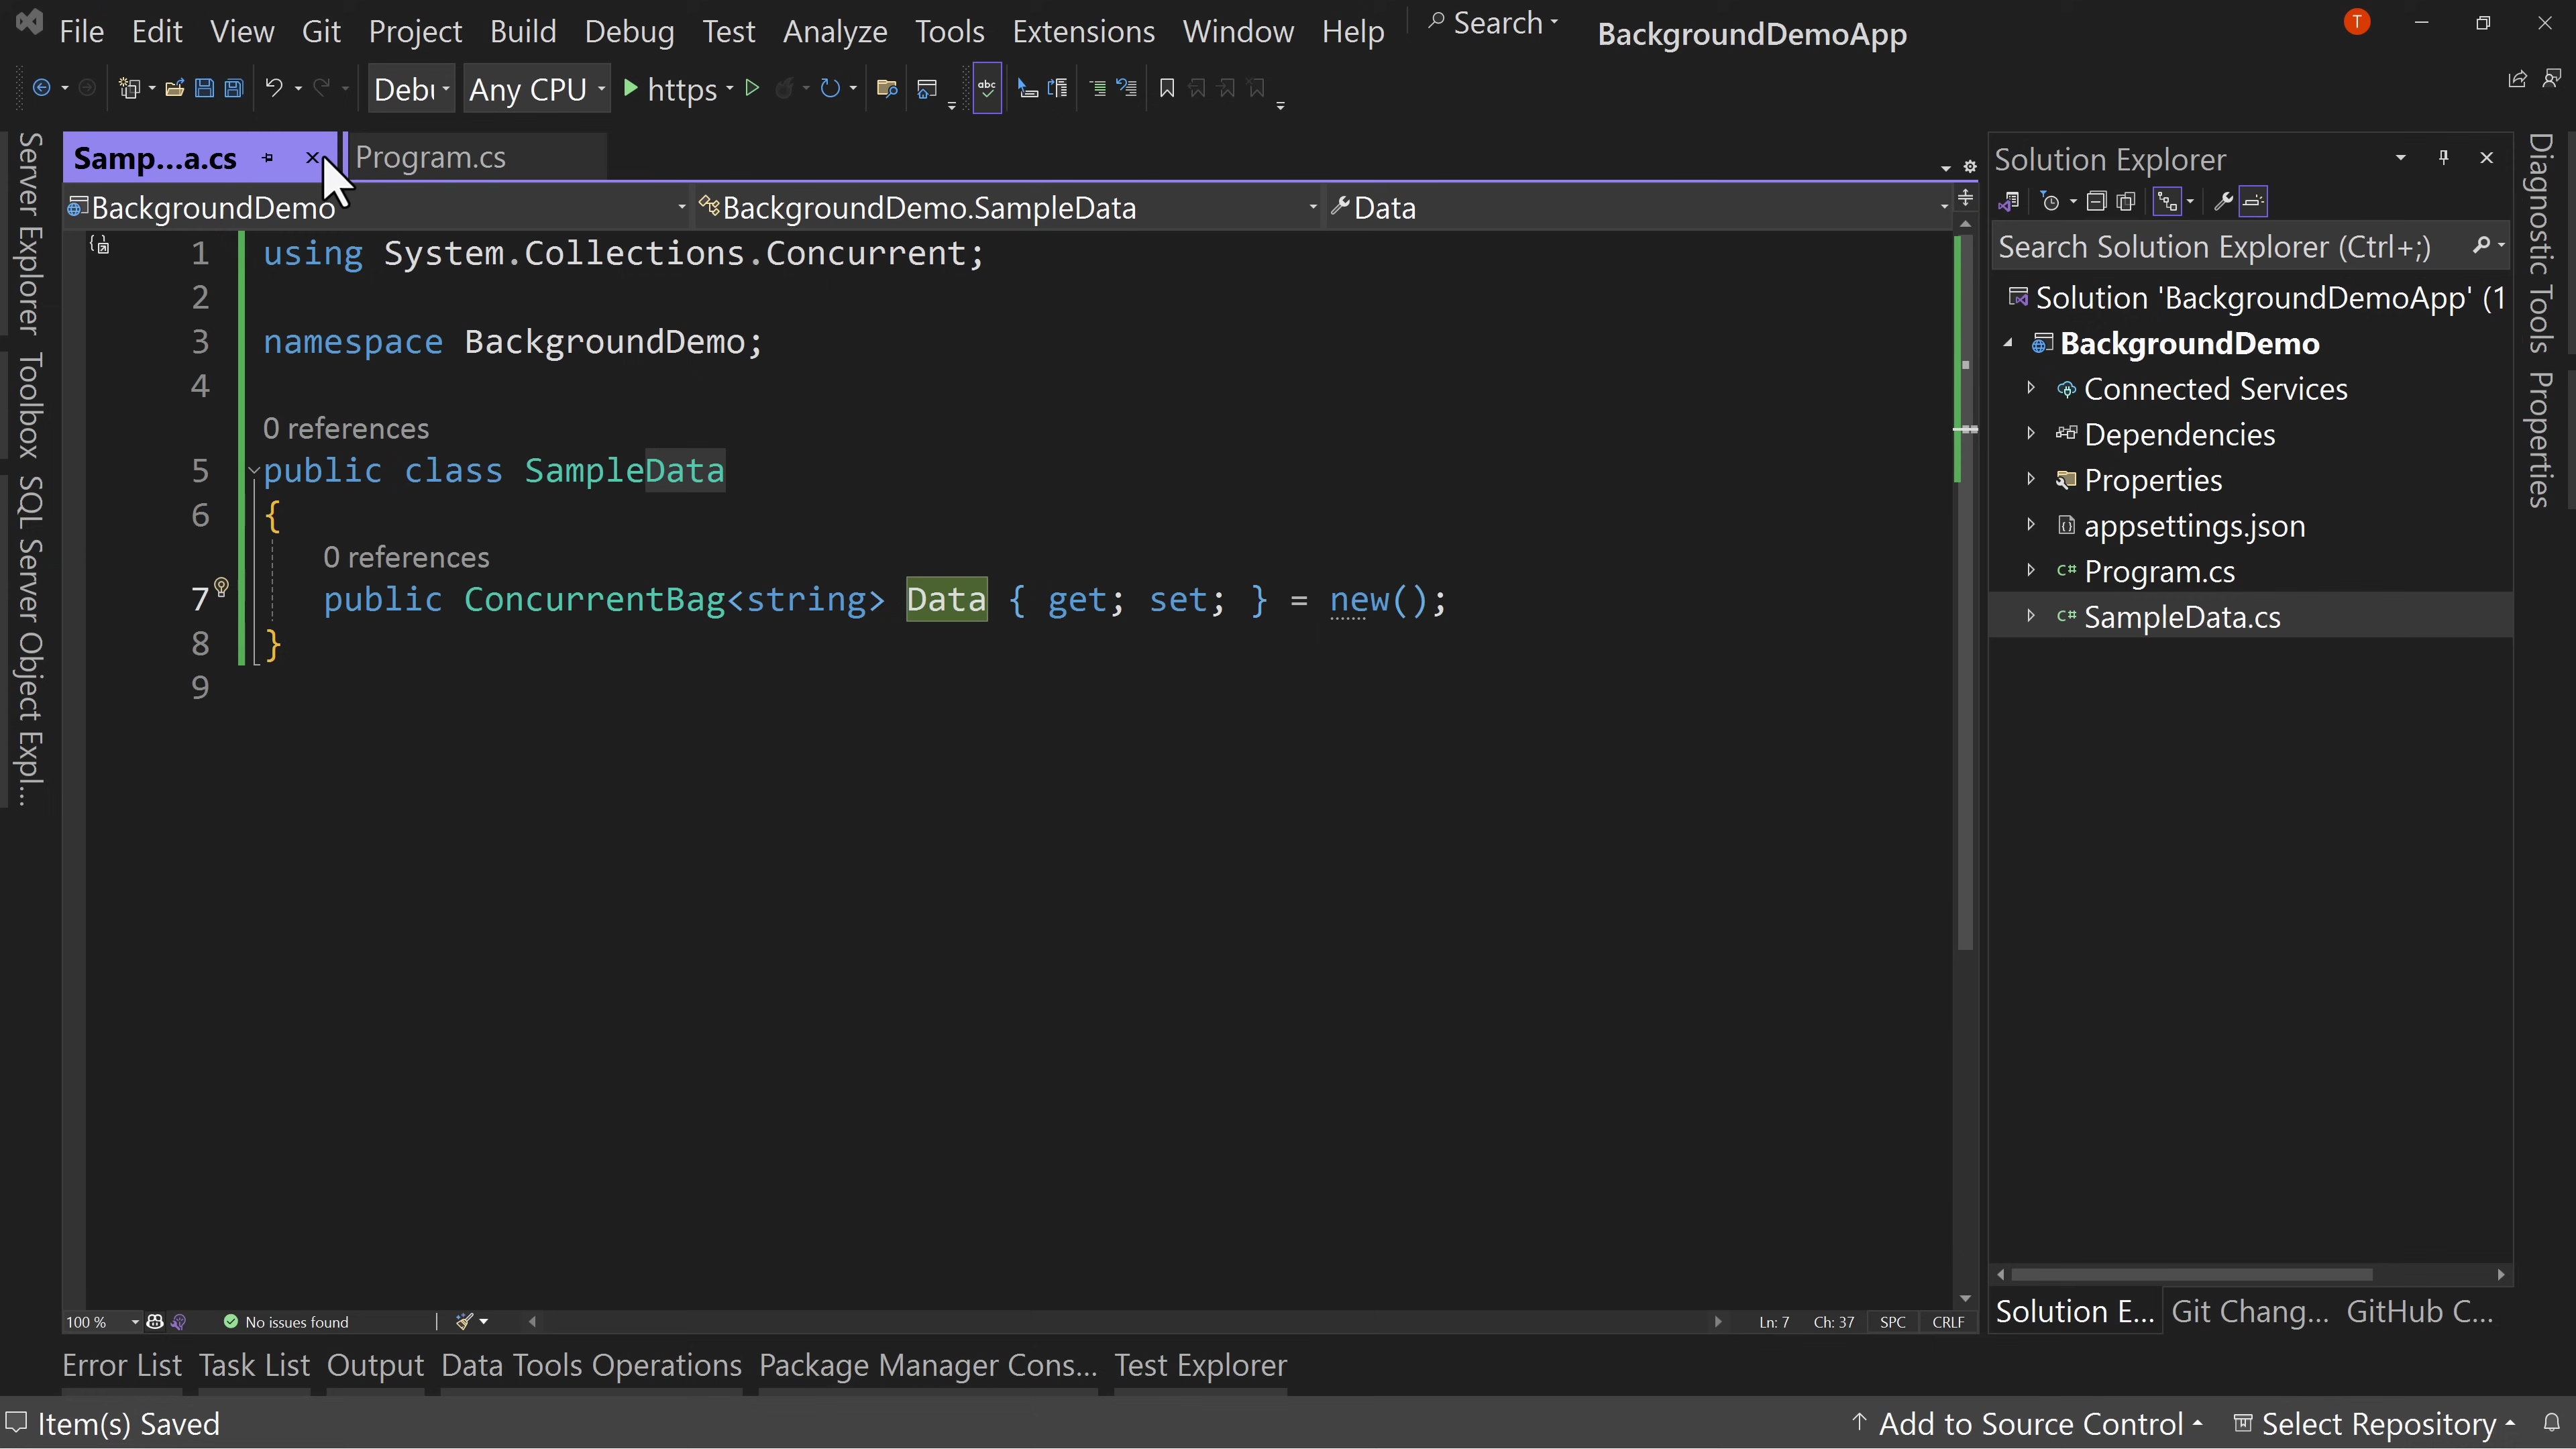 File Edit View Git Project Build Debug Test Analyze Tools Extensions Window Help Search BackgroundDemoApp T
Debu Any CPU https abc
Samp...a.cs Program.cs
BackgroundDemo BackgroundDemo.SampleData Data
1 using System.Collections.Concurrent;
2
3 namespace BackgroundDemo;
4
0 references
5 public class SampleData
6 {
0 references
7 public ConcurrentBag<string> Data { get; set; } = new();
8 }
9
100 % No issues found Ln: 7 Ch: 37 SPC CRLF
Server Explorer
Toolbox
SQL Server Object Expl...
Solution Explorer
Search Solution Explorer (Ctrl+;)
Solution 'BackgroundDemoApp' (1
BackgroundDemo
Connected Services
Dependencies
Properties
appsettings.json
C# Program.cs
C# SampleData.cs
Solution E... Git Chang... GitHub C...
Diagnostic Tools
Properties
Error List Task List Output Data Tools Operations Package Manager Cons... Test Explorer
Item(s) Saved Add to Source Control Select Repository